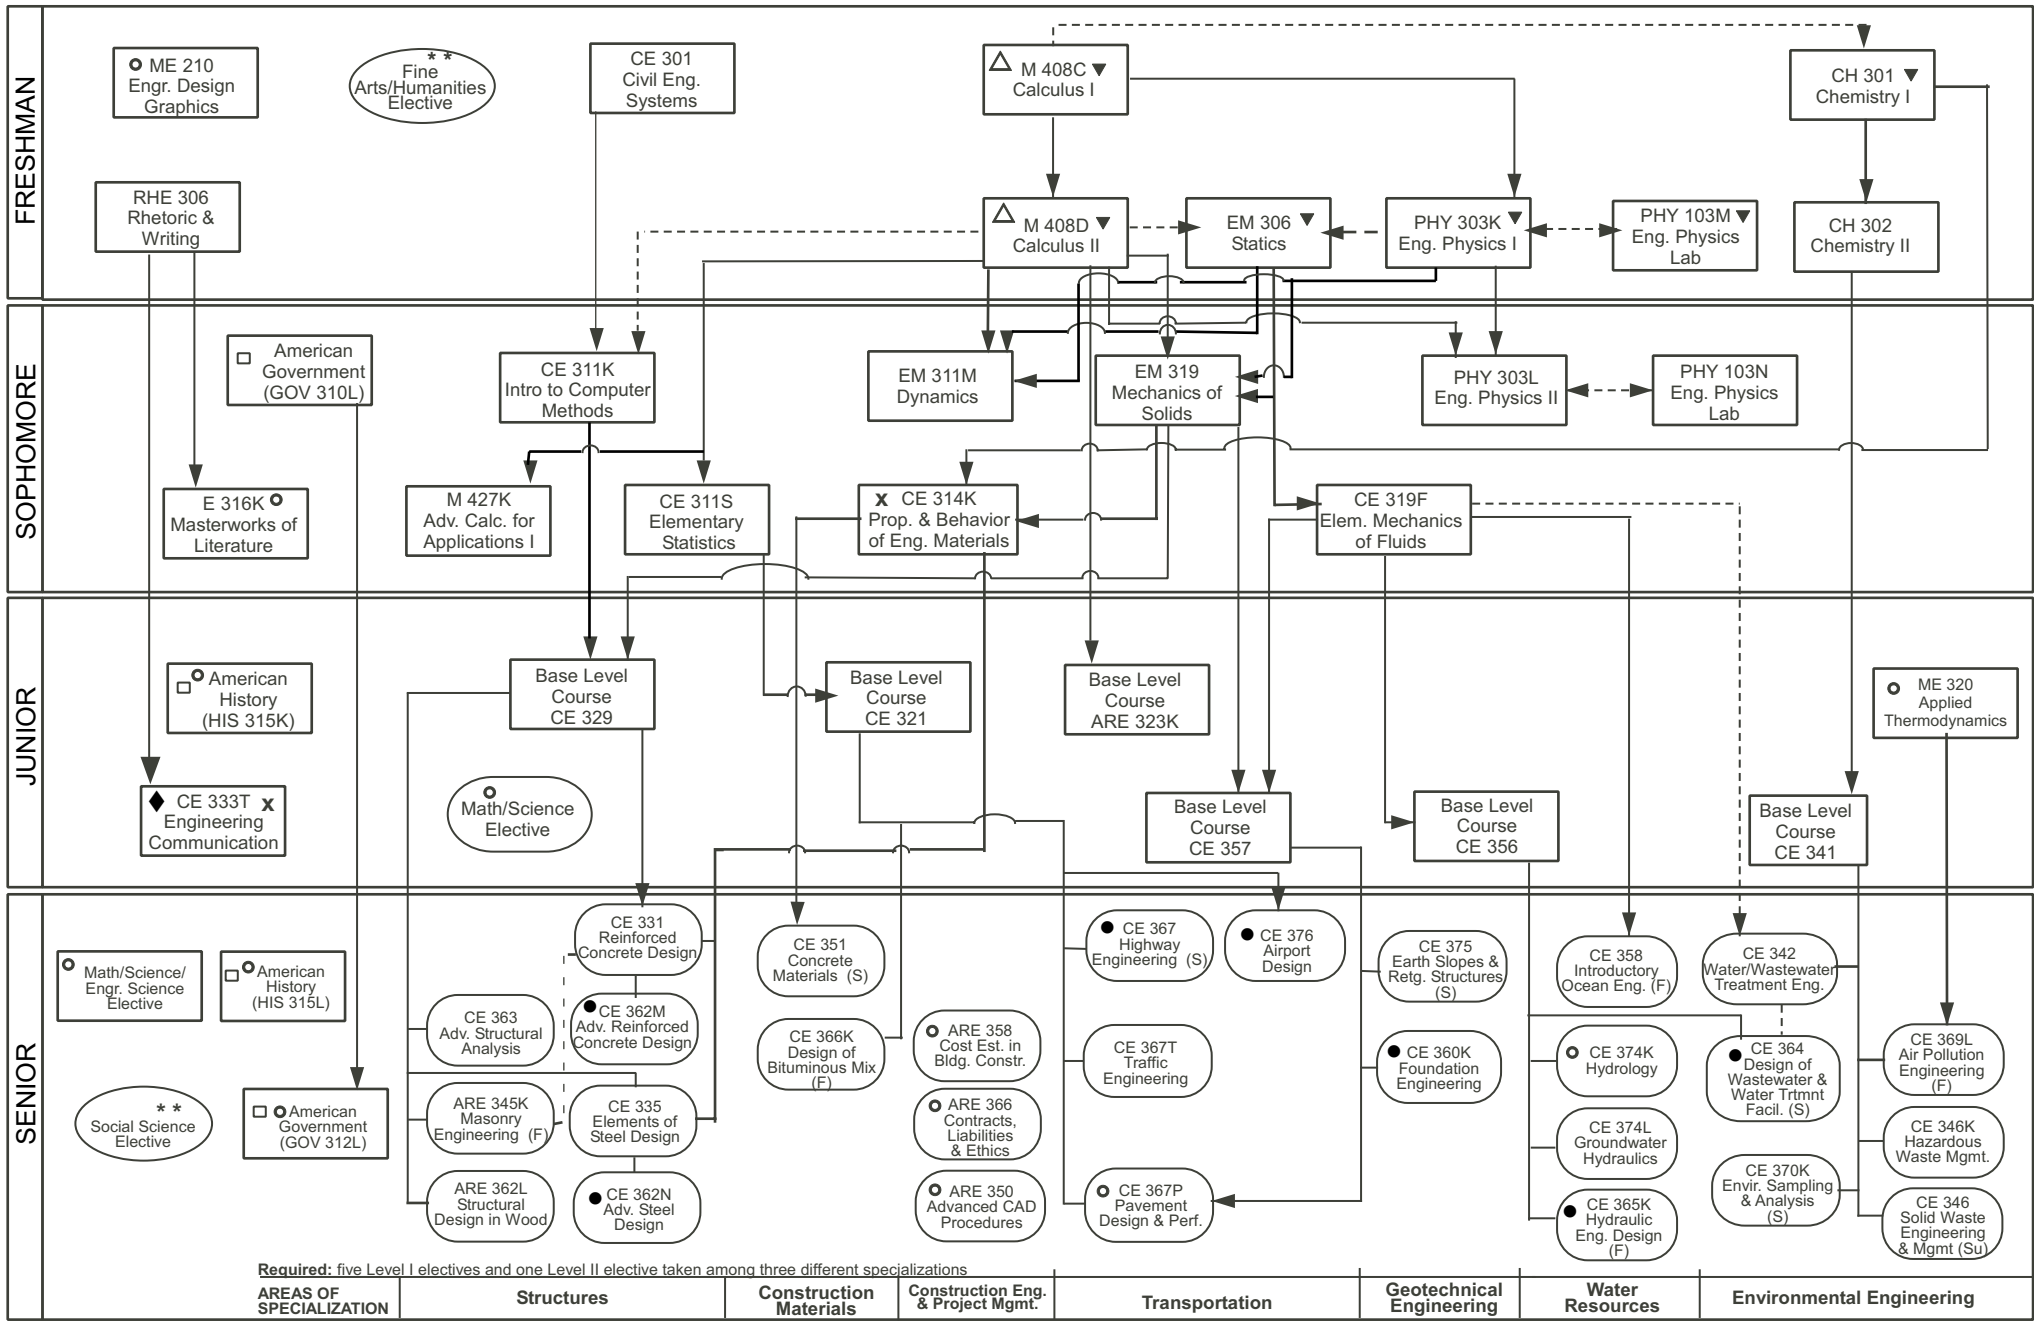 FRESHMAN
ME 210
Engr. Design
Graphics
* *
Fine
Arts/Humanities
Elective
CE 301
Civil Eng.
Systems
M 408C
Calculus I
CH 301
Chemistry I
RHE 306
Rhetoric &
Writing
M 408D
Calculus II
EM 306
Statics
PHY 303K
Eng. Physics I
PHY 103M
Eng. Physics
Lab
CH 302
Chemistry II
SOPHOMORE
American
Government
(GOV 310L)
CE 311K
Intro to Computer
Methods
EM 311M
Dynamics
EM 319
Mechanics of
Solids
PHY 303L
Eng. Physics II
PHY 103N
Eng. Physics
Lab
E 316K
Masterworks of
Literature
M 427K
Adv. Calc. for
Applications I
CE 311S
Elementary
Statistics
x CE 314K
Prop. & Behavior
of Eng. Materials
CE 319F
Elem. Mechanics
of Fluids
JUNIOR
American
History
(HIS 315K)
Base Level
Course
CE 329
Base Level
Course
CE 321
Base Level
Course
ARE 323K
ME 320
Applied
Thermodynamics
CE 333T x
Engineering
Communication
Math/Science
Elective
Base Level
Course
CE 357
Base Level
Course
CE 356
Base Level
Course
CE 341
SENIOR
Math/Science/
Engr. Science
Elective
American
History
(HIS 315L)
* *
Social Science
Elective
American
Government
(GOV 312L)
CE 331
Reinforced
Concrete Design
CE 363
Adv. Structural
Analysis
CE 362M
Adv. Reinforced
Concrete Design
ARE 345K
Masonry
Engineering (F)
CE 335
Elements of
Steel Design
ARE 362L
Structural
Design in Wood
CE 362N
Adv. Steel
Design
CE 351
Concrete
Materials (S)
CE 366K
Design of
Bituminous Mix
(F)
ARE 358
Cost Est. in
Bldg. Constr.
ARE 366
Contracts,
Liabilities
& Ethics
ARE 350
Advanced CAD
Procedures
CE 367
Highway
Engineering (S)
CE 376
Airport
Design
CE 367T
Traffic
Engineering
CE 367P
Pavement
Design & Perf.
CE 375
Earth Slopes &
Retg. Structures
(S)
CE 360K
Foundation
Engineering
CE 358
Introductory
Ocean Eng. (F)
CE 374K
Hydrology
CE 374L
Groundwater
Hydraulics
CE 365K
Hydraulic
Eng. Design
(F)
CE 342
Water/Wastewater
Treatment Eng.
CE 364
Design of
Wastewater &
Water Trtmnt
Facil. (S)
CE 370K
Envir. Sampling
& Analysis
(S)
CE 369L
Air Pollution
Engineering
(F)
CE 346K
Hazardous
Waste Mgmt.
CE 346
Solid Waste
Engineering
& Mgmt (Su)
Required: five Level I electives and one Level II elective taken among three different specializations
AREAS OF
SPECIALIZATION
Structures
Construction
Materials
Construction Eng.
& Project Mgmt.
Transportation
Geotechnical
Engineering
Water
Resources
Environmental Engineering